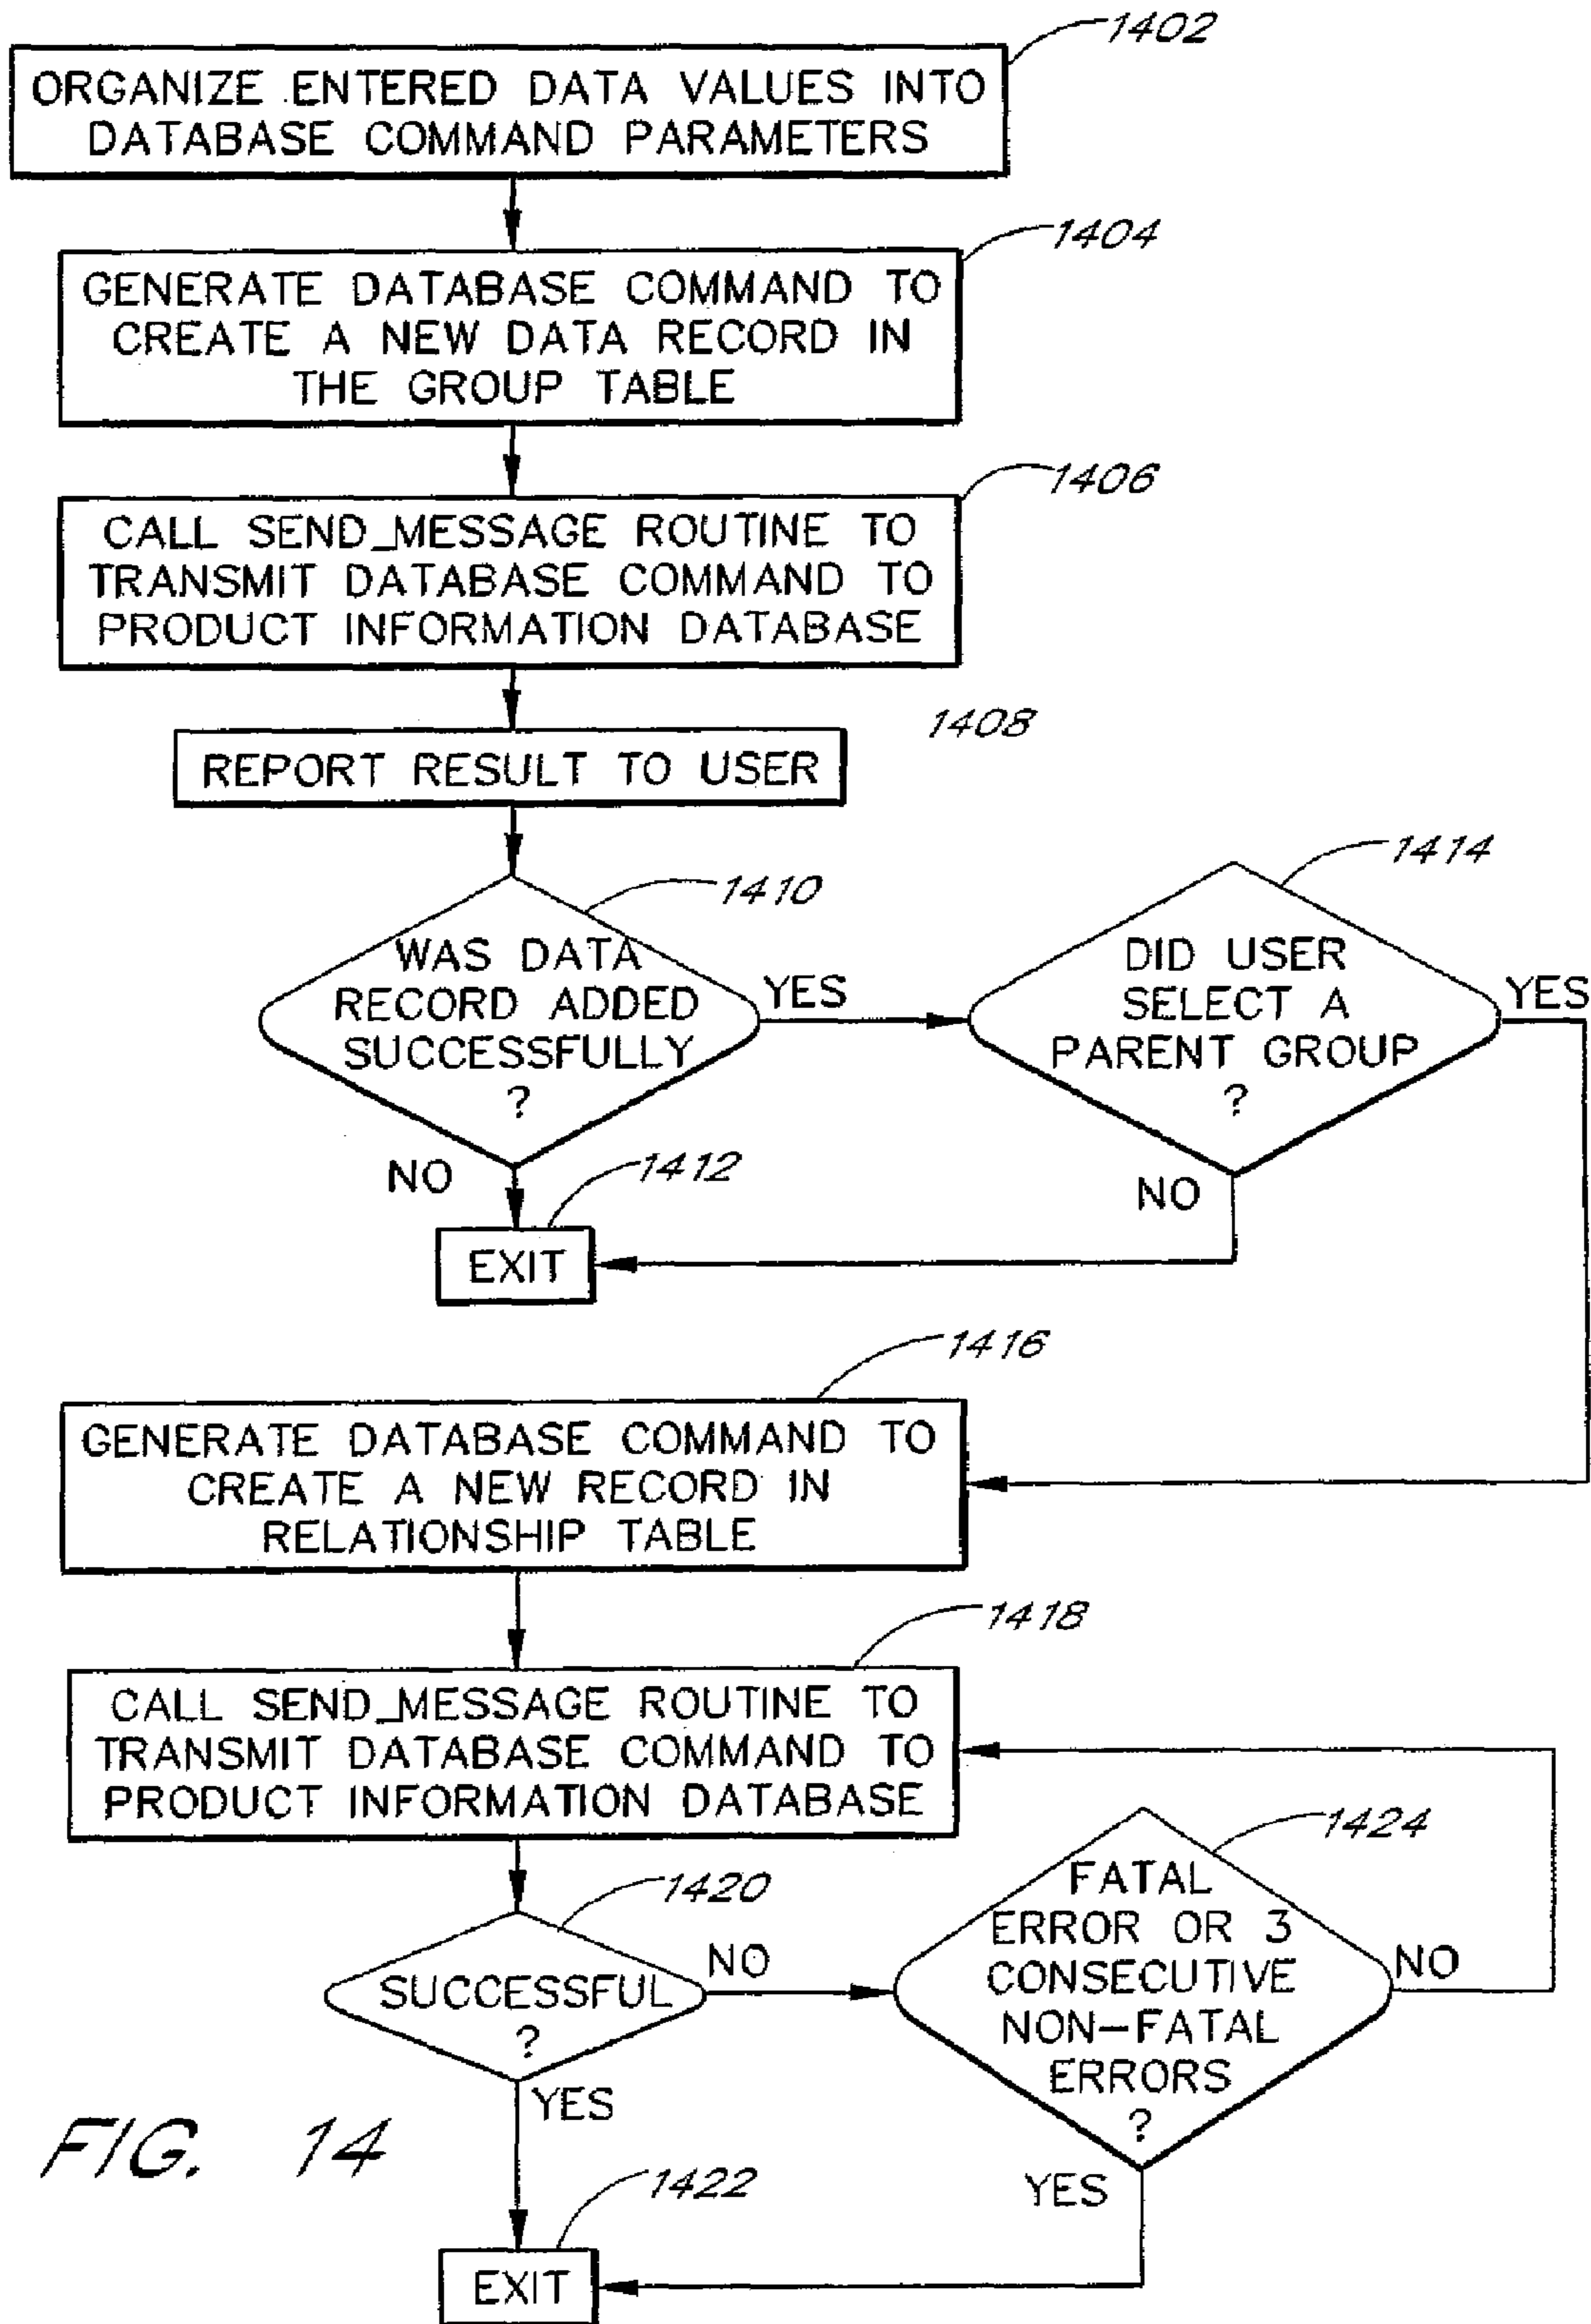 1402
ORGANIZE ENTERED DATA VALUES INTO
DATABASE COMMAND PARAMETERS
1404
GENERATE DATABASE COMMAND TO
CREATE A NEW DATA RECORD IN
THE GROUP TABLE
1406
CALL SEND_MESSAGE ROUTINE TO
TRANSMIT DATABASE COMMAND TO
PRODUCT INFORMATION DATABASE
1408
REPORT RESULT TO USER
1410
WAS DATA
RECORD ADDED
SUCCESSFULLY
?
YES
NO
1414
DID USER
SELECT A
PARENT GROUP
?
YES
NO
1412
EXIT
1416
GENERATE DATABASE COMMAND TO
CREATE A NEW RECORD IN
RELATIONSHIP TABLE
1418
CALL SEND_MESSAGE ROUTINE TO
TRANSMIT DATABASE COMMAND TO
PRODUCT INFORMATION DATABASE
1420
SUCCESSFUL
?
NO
YES
1424
FATAL
ERROR OR 3
CONSECUTIVE
NON-FATAL
ERRORS
?
NO
YES
1422
EXIT
FIG. 14